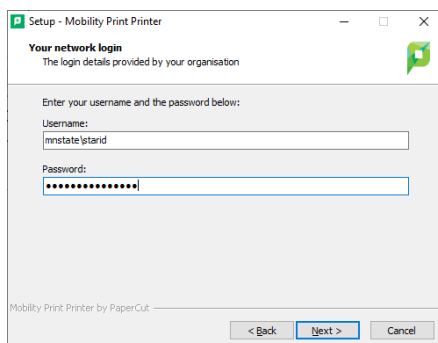 Setup - Mobility Print Printer
Your network login
The login details provided by your organisation
Enter your username and the password below:
Username:
mnstate\starid
Password:
•••••••••••••••
Mobility Print Printer by PaperCut
< Back
Next >
Cancel